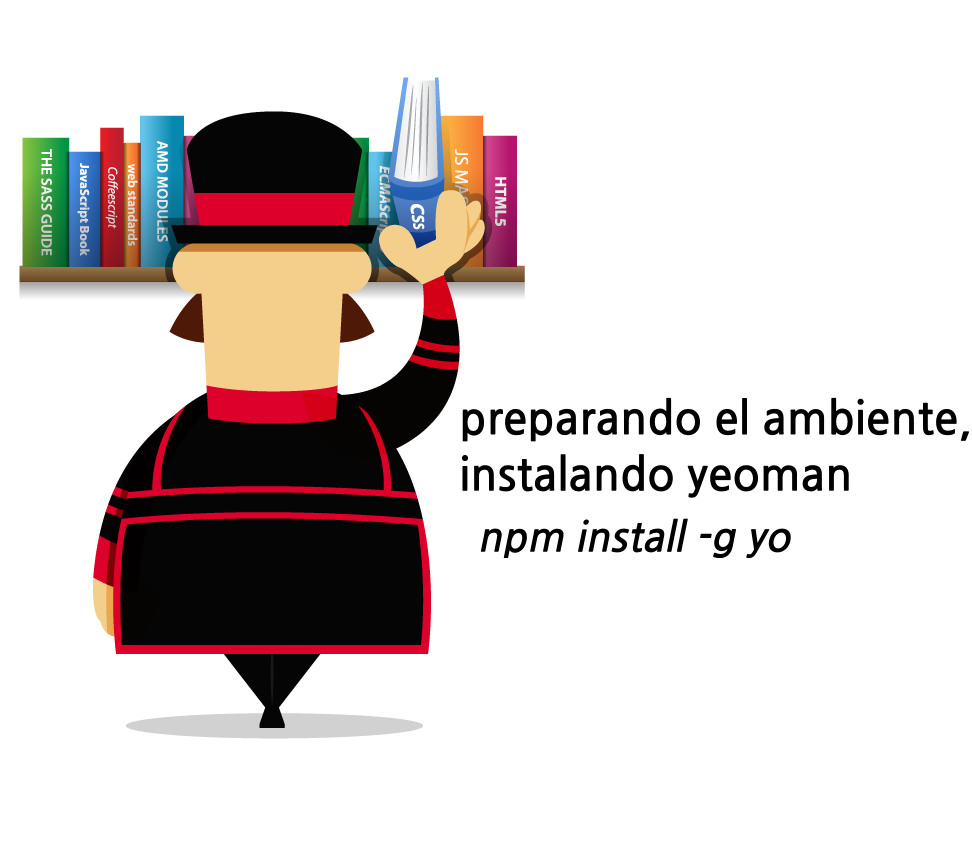 THE SASS GUIDE
JavaScript Book
Coffeescript
web standards
AMD MODULES
CSS
JS
HTML5
preparando el ambiente,
instalando yeoman
npm install -g yo